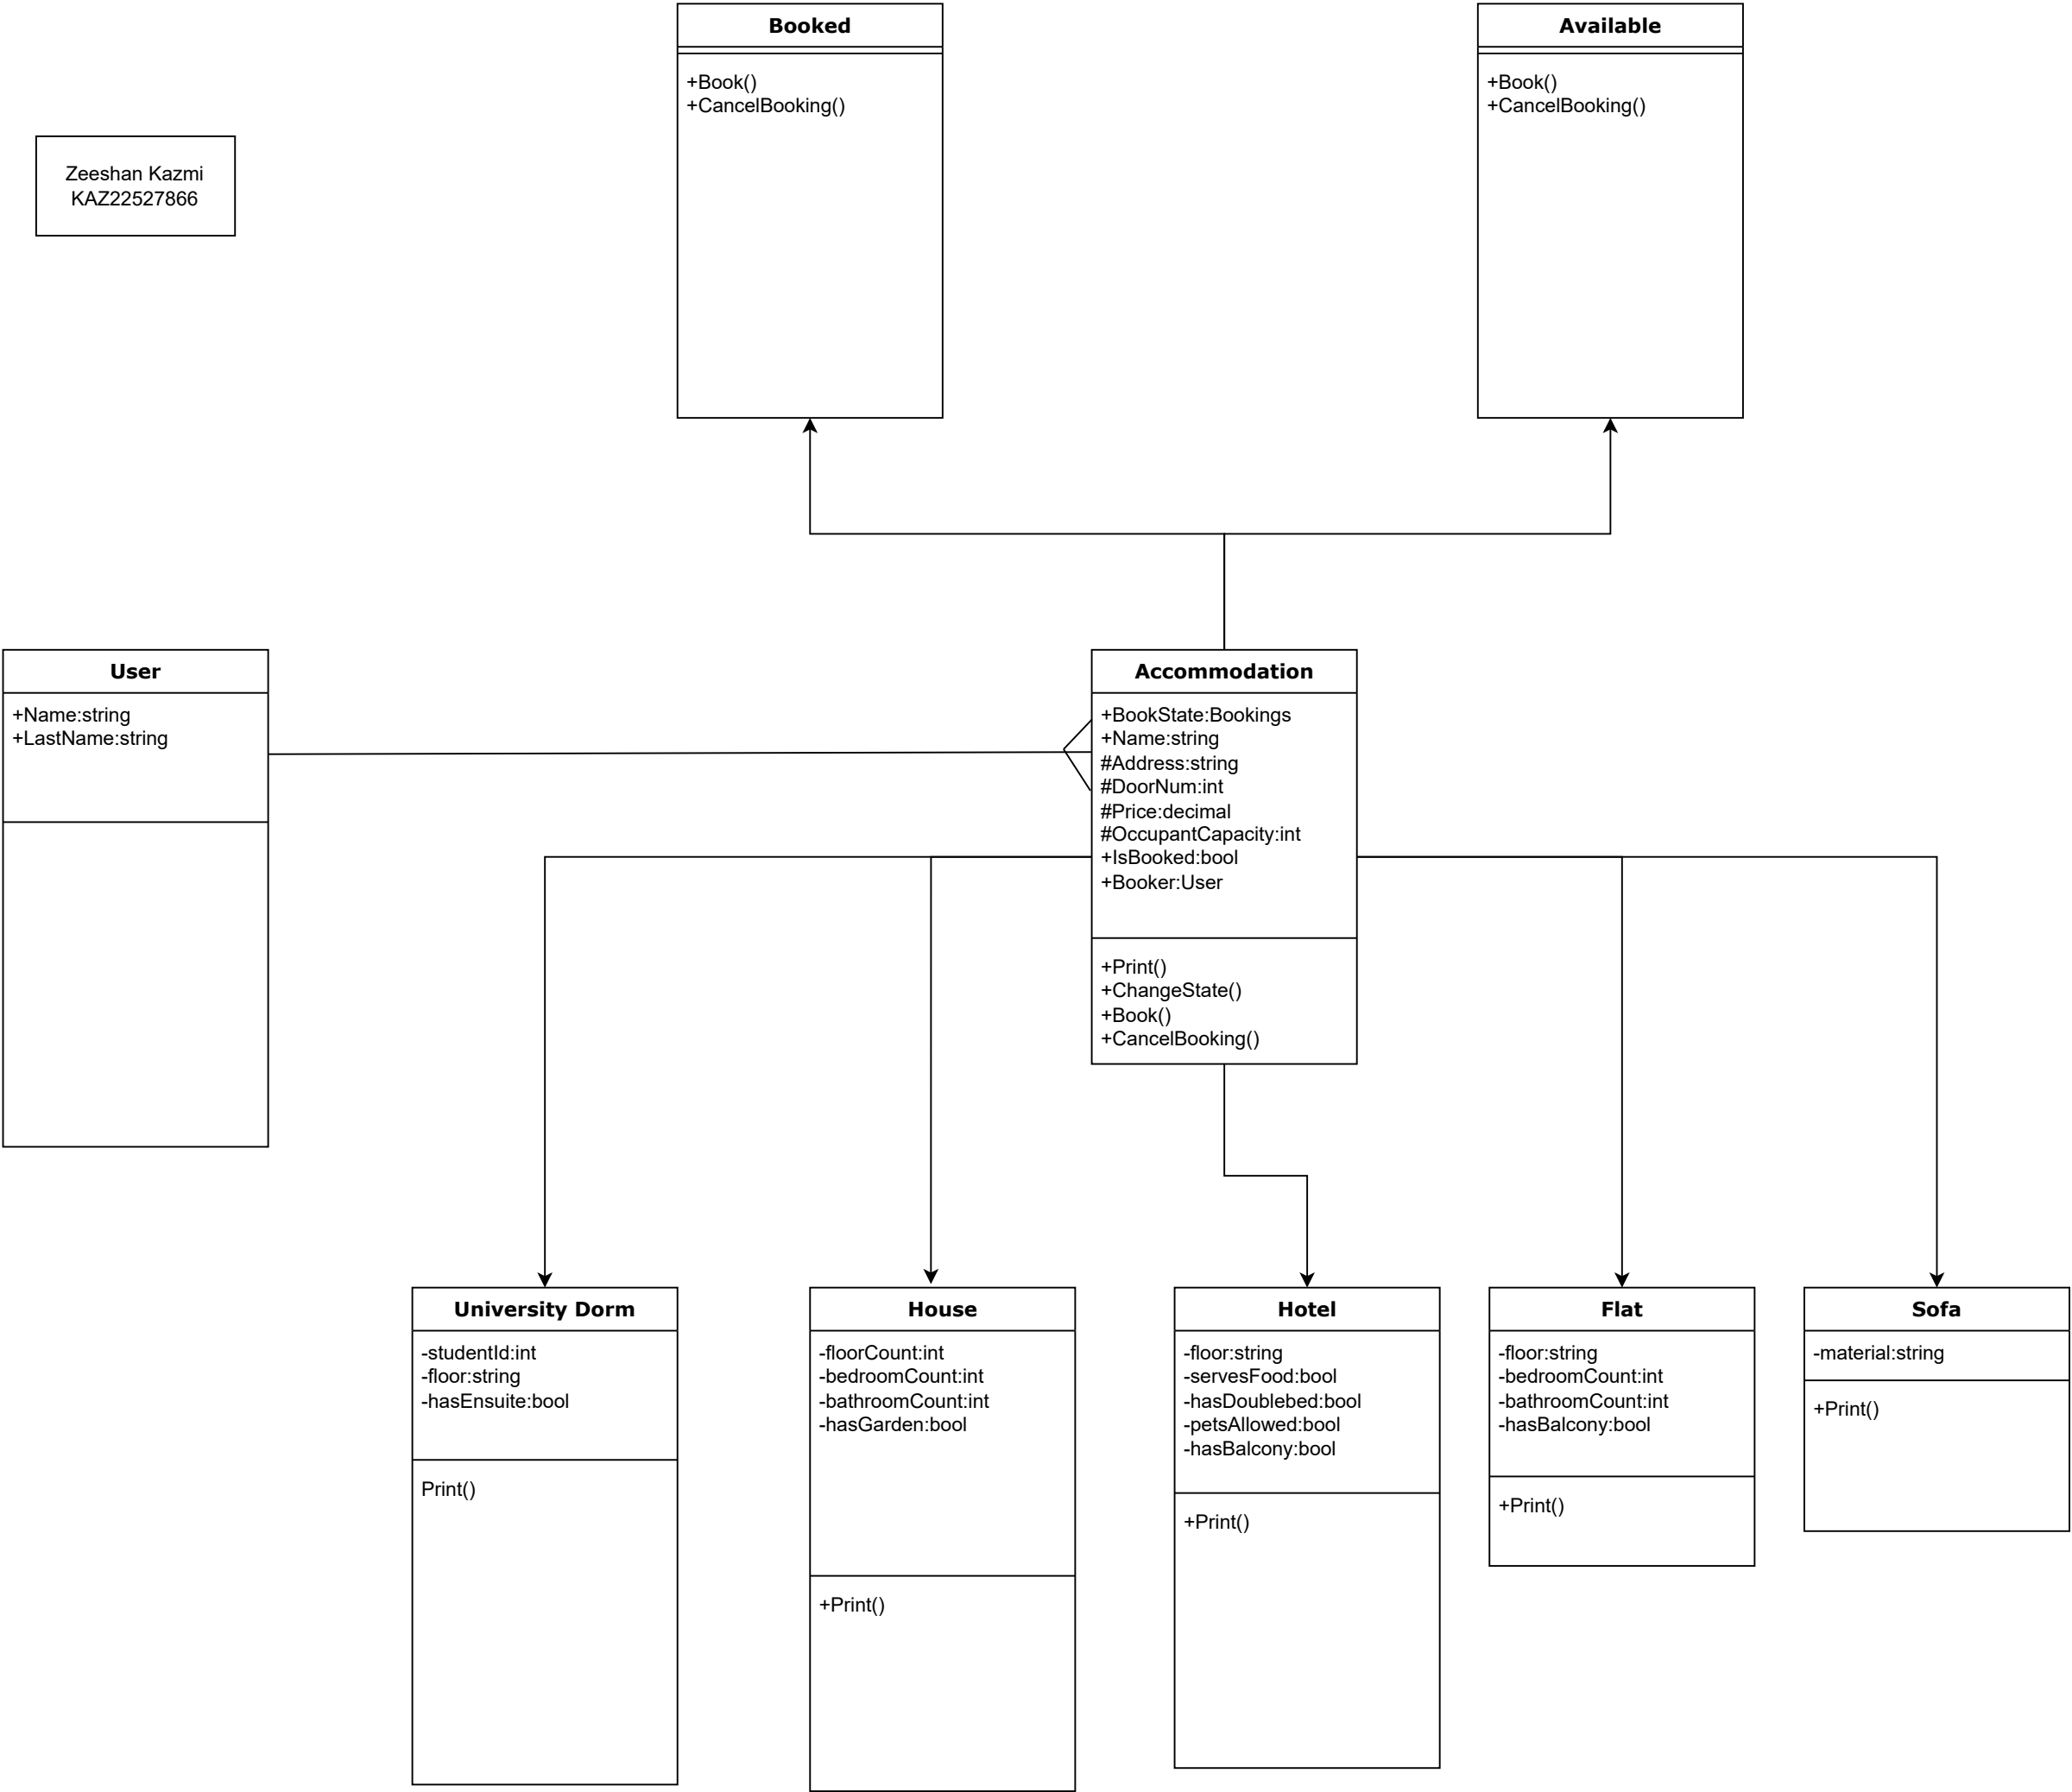 Booked
+Book()
+CancelBooking()
Available
+Book()
+CancelBooking()
Zeeshan Kazmi
KAZ22527866
User
+Name:string
+LastName:string
Accommodation
+BookState:Bookings
+Name:string
#Address:string
#DoorNum:int
#Price:decimal
#OccupantCapacity:int
+IsBooked:bool
+Booker:User
+Print()
+ChangeState()
+Book()
+CancelBooking()
University Dorm
-studentId:int
-floor:string
-hasEnsuite:bool
Print()
House
-floorCount:int
-bedroomCount:int
-bathroomCount:int
-hasGarden:bool
+Print()
Hotel
-floor:string
-servesFood:bool
-hasDoublebed:bool
-petsAllowed:bool
-hasBalcony:bool
+Print()
Flat
-floor:string
-bedroomCount:int
-bathroomCount:int
-hasBalcony:bool
+Print()
Sofa
-material:string
+Print()